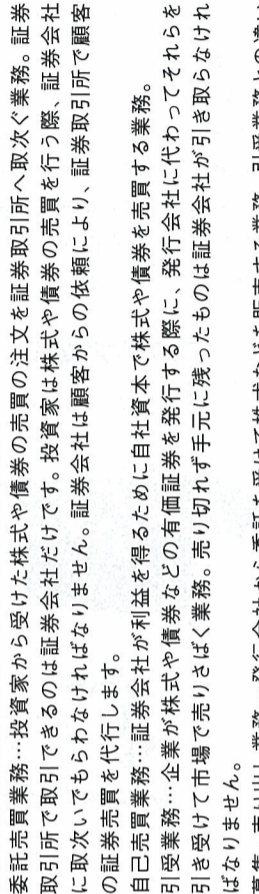 委託売買業務…投資家から受けた株式や債券の売買の注文を証券取引所へ取次ぐ業務。証券
取引所で取引できるのは証券会社だけです。投資家は株式や債券の売買を行う際、証券会社
に取次いでもらわなければなりません。証券会社は顧客からの依頼により、証券取引所で顧客
の証券売買を代行します。
自己売買業務…証券会社が利益を得るために自社資本で株式や債券を売買する業務。
引受業務…企業が株式や債券などの有価証券を発行する際に、発行会社に代わってそれらを
引き受けて市場で売りさばく業務。売り切れず手元に残ったものは証券会社が引き取らなけれ
ばなりません。